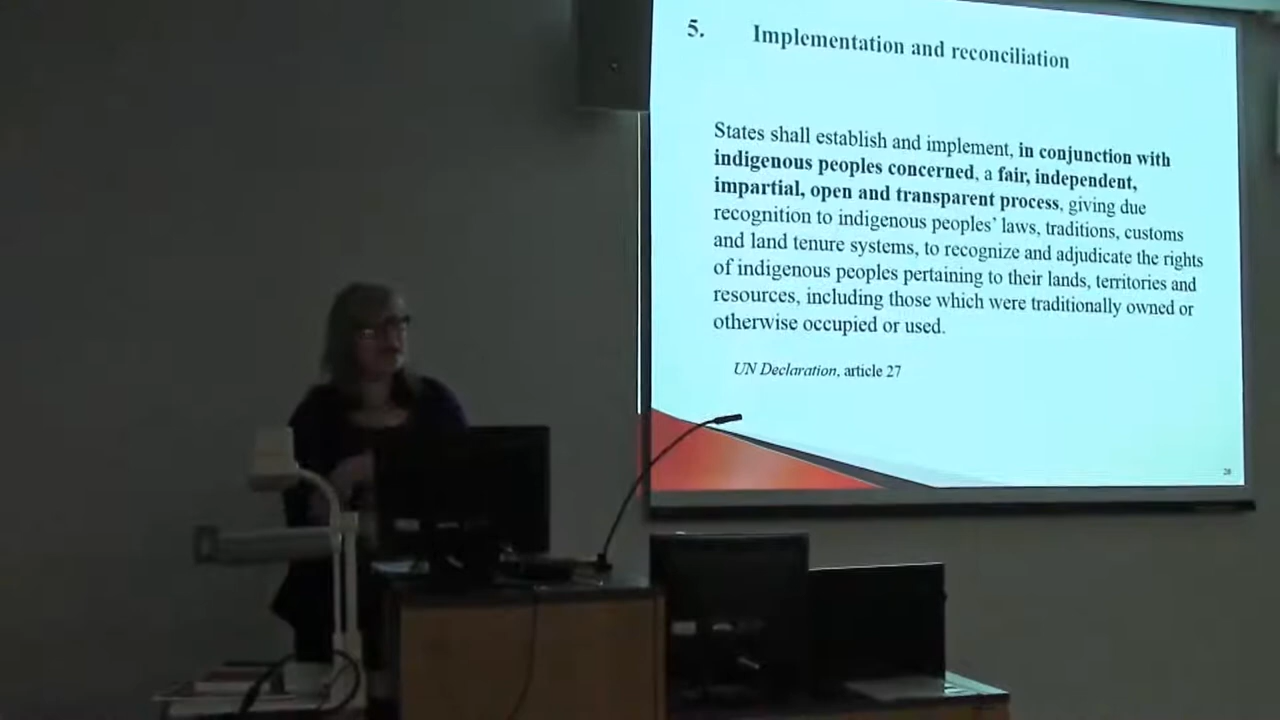 5. Implementation and reconciliation
States shall establish and implement, in conjunction with
indigenous peoples concerned, a fair, independent,
impartial, open and transparent process, giving due
recognition to indigenous peoples’ laws, traditions, customs
and land tenure systems, to recognize and adjudicate the rights
of indigenous peoples pertaining to their lands, territories and
resources, including those which were traditionally owned or
otherwise occupied or used.
UN Declaration, article 27